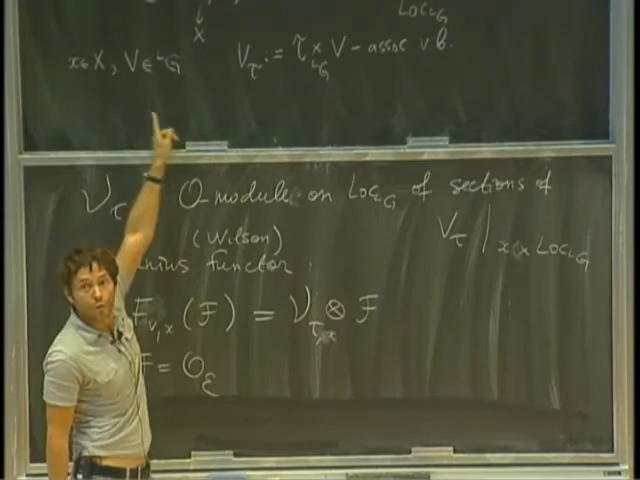 ↓
X
Loc_{ᴸG}
x∈X, V∈ ᴸG
V_τ := τ × _{ᴸG} V - assoc v b.
𝒱_τ
O-module on Loc_{ᴸG} of sections of
V_τ | _{x × Loc_{ᴸG}}
(Wilson)
functor :
F_{V,x} (ℱ) = 𝒱_{τ,x} ⊗ ℱ
= O_ℰ